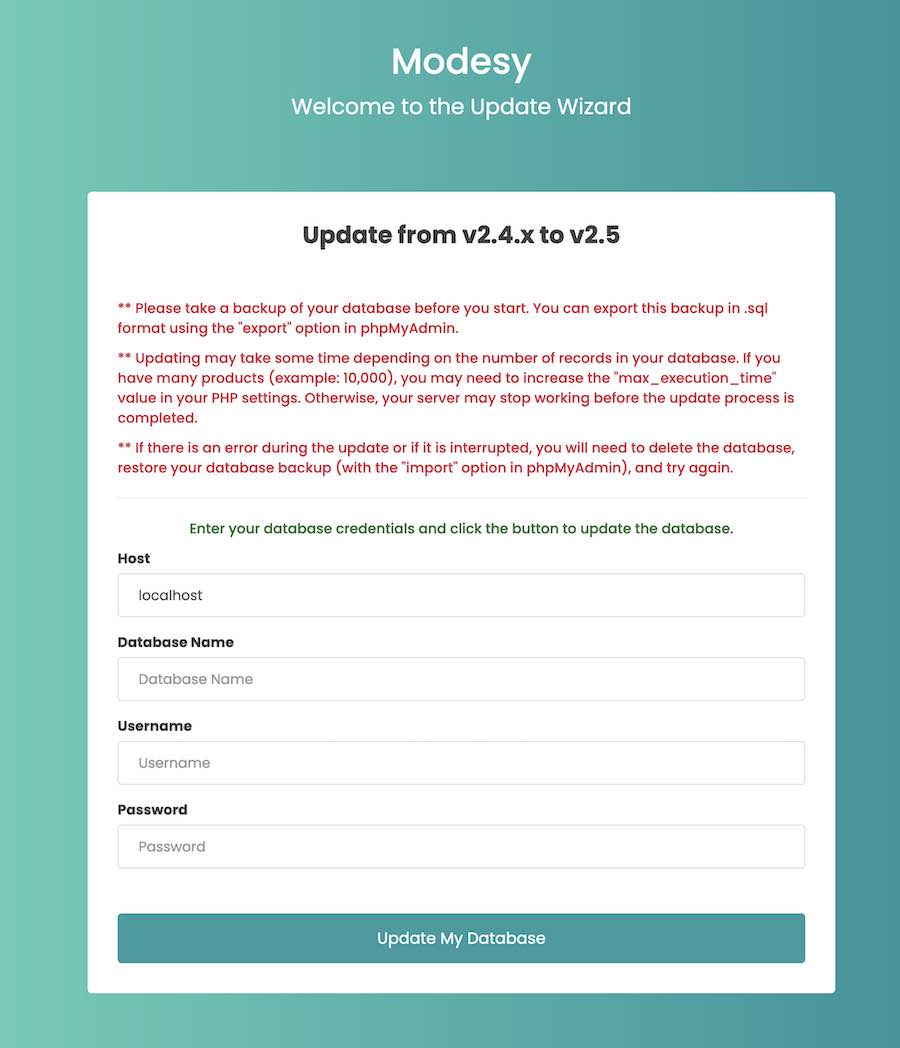 Modesy
Welcome to the Update Wizard
Update from v2.4.x to v2.5
** Please take a backup of your database before you start. You can export this backup in .sql
format using the "export" option in phpMyAdmin.
** Updating may take some time depending on the number of records in your database. If you
have many products (example: 10,000), you may need to increase the "max_execution_time"
value in your PHP settings. Otherwise, your server may stop working before the update process is
completed.
** If there is an error during the update or if it is interrupted, you will need to delete the database,
restore your database backup (with the "import" option in phpMyAdmin), and try again.
Enter your database credentials and click the button to update the database.
Host
localhost
Database Name
Database Name
Username
Username
Password
Password
Update My Database